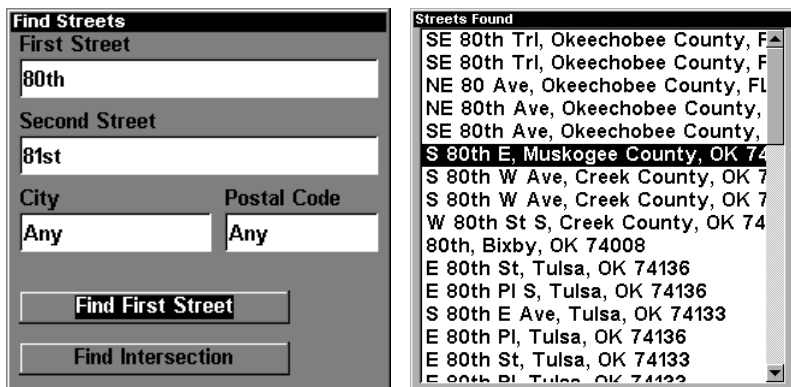 Find Streets
First Street
80th
Second Street
81st
City Postal Code
Any Any
Find First Street
Find Intersection
Streets Found
SE 80th Trl, Okeechobee County, F
SE 80th Trl, Okeechobee County, F
NE 80 Ave, Okeechobee County, FL
NE 80th Ave, Okeechobee County,
SE 80th Ave, Okeechobee County,
S 80th E, Muskogee County, OK 74
S 80th W Ave, Creek County, OK 7
S 80th W Ave, Creek County, OK 7
W 80th St S, Creek County, OK 74
80th, Bixby, OK 74008
E 80th St, Tulsa, OK 74136
E 80th Pl S, Tulsa, OK 74136
S 80th E Ave, Tulsa, OK 74133
E 80th Pl, Tulsa, OK 74136
E 80th St, Tulsa, OK 74133
E 80th Pl, Tulsa, OK 74133